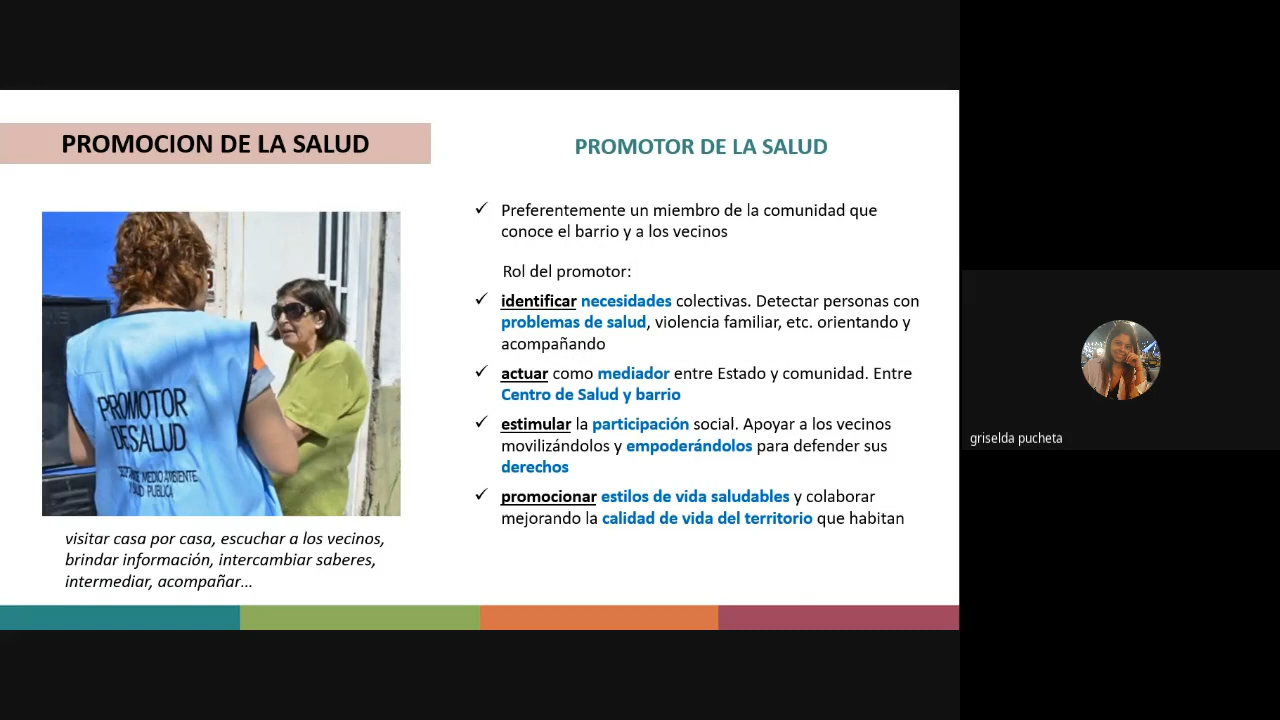 PROMOCION DE LA SALUD
PROMOTOR
DESALUD
visitar casa por casa, escuchar a los vecinos,
brindar información, intercambiar saberes,
intermediar, acompañar...
PROMOTOR DE LA SALUD
✓ Preferentemente un miembro de la comunidad que
conoce el barrio y a los vecinos
Rol del promotor:
✓ identificar necesidades colectivas. Detectar personas con
problemas de salud, violencia familiar, etc. orientando y
acompañando
✓ actuar como mediador entre Estado y comunidad. Entre
Centro de Salud y barrio
✓ estimular la participación social. Apoyar a los vecinos
movilizándolos y empoderándolos para defender sus
derechos
✓ promocionar estilos de vida saludables y colaborar
mejorando la calidad de vida del territorio que habitan
griselda pucheta